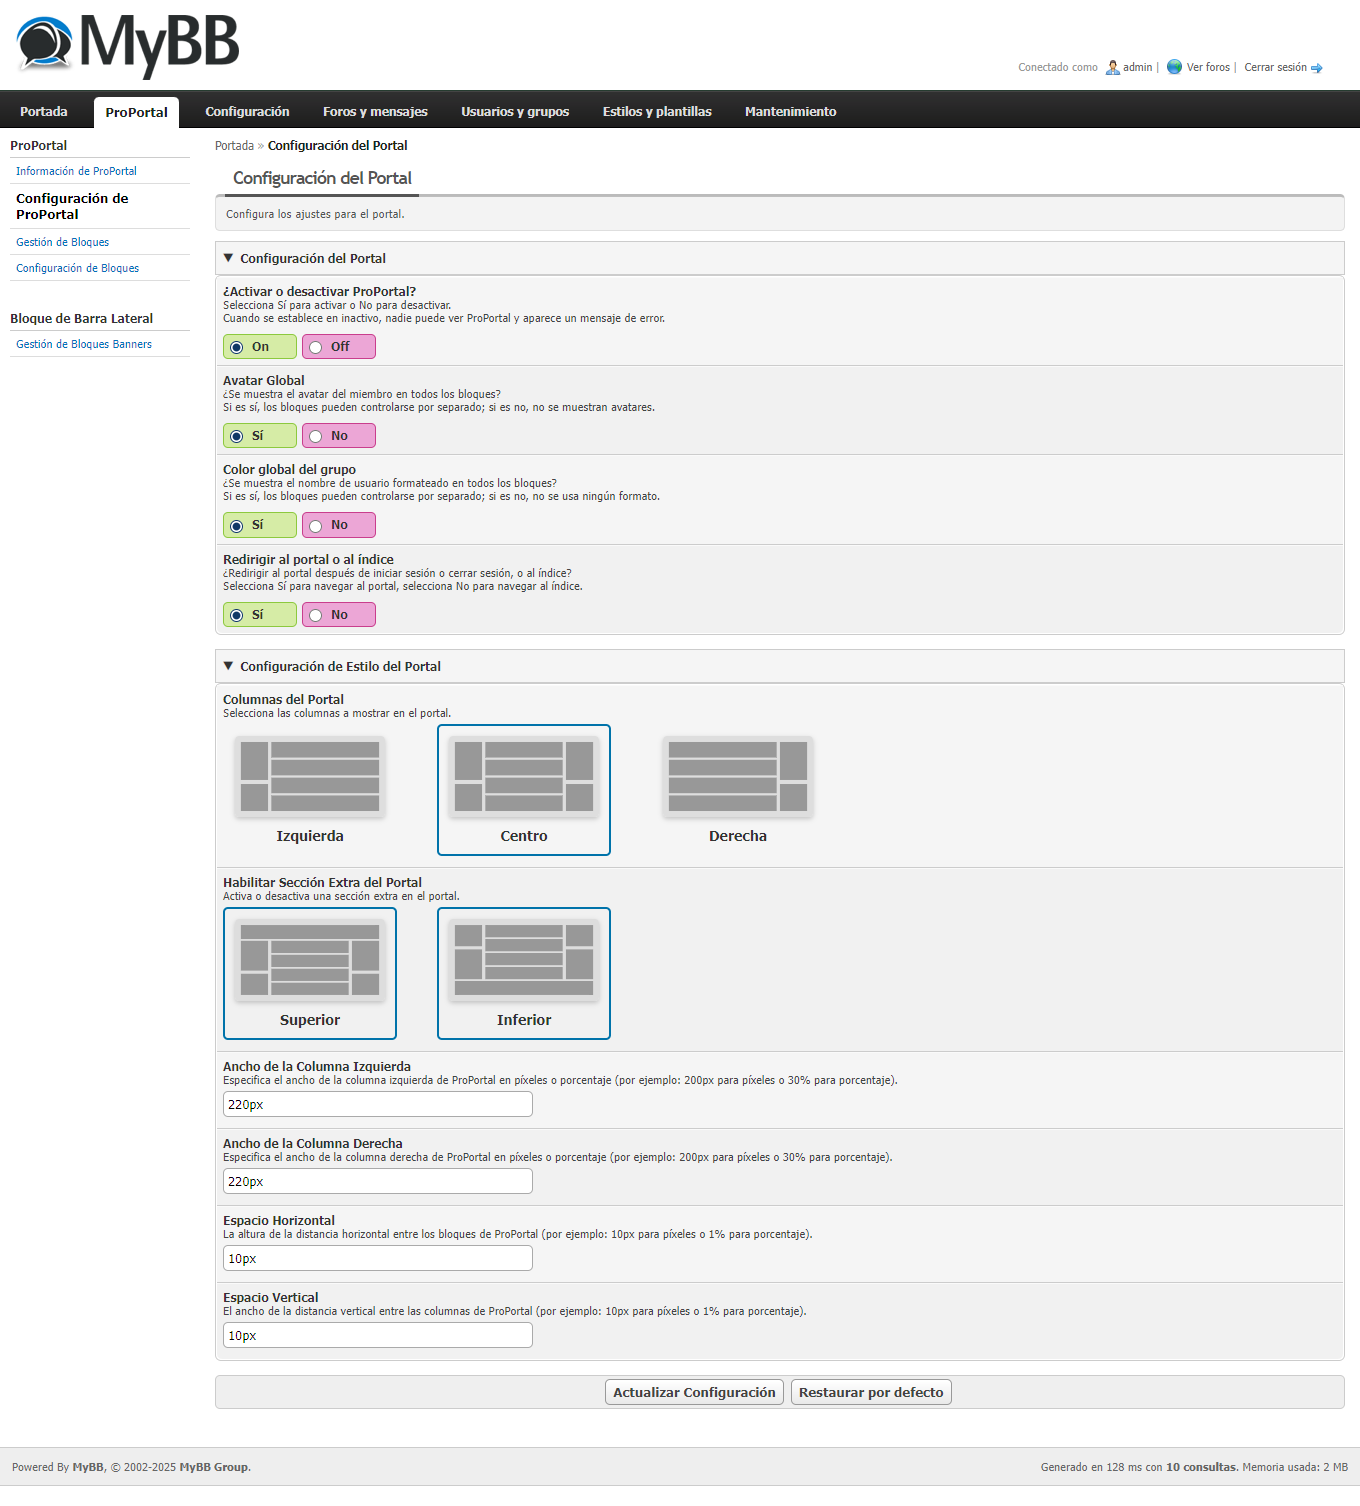 MyBB
Conectado como admin | Ver foros | Cerrar sesión
Portada ProPortal Configuración Foros y mensajes Usuarios y grupos Estilos y plantillas Mantenimiento
ProPortal
Información de ProPortal
Configuración de
ProPortal
Gestión de Bloques
Configuración de Bloques
Bloque de Barra Lateral
Gestión de Bloques Banners
Portada » Configuración del Portal
Configuración del Portal
Configura los ajustes para el portal.
▼ Configuración del Portal
¿Activar o desactivar ProPortal?
Selecciona Sí para activar o No para desactivar.
Cuando se establece en inactivo, nadie puede ver ProPortal y aparece un mensaje de error.
On Off
Avatar Global
¿Se muestra el avatar del miembro en todos los bloques?
Si es sí, los bloques pueden controlarse por separado; si es no, no se muestran avatares.
Sí No
Color global del grupo
¿Se muestra el nombre de usuario formateado en todos los bloques?
Si es sí, los bloques pueden controlarse por separado; si es no, no se usa ningún formato.
Sí No
Redirigir al portal o al índice
¿Redirigir al portal después de iniciar sesión o cerrar sesión, o al índice?
Selecciona Sí para navegar al portal, selecciona No para navegar al índice.
Sí No
▼ Configuración de Estilo del Portal
Columnas del Portal
Selecciona las columnas a mostrar en el portal.
Izquierda Centro Derecha
Habilitar Sección Extra del Portal
Activa o desactiva una sección extra en el portal.
Superior Inferior
Ancho de la Columna Izquierda
Especifica el ancho de la columna izquierda de ProPortal en píxeles o porcentaje (por ejemplo: 200px para píxeles o 30% para porcentaje).
220px
Ancho de la Columna Derecha
Especifica el ancho de la columna derecha de ProPortal en píxeles o porcentaje (por ejemplo: 200px para píxeles o 30% para porcentaje).
220px
Espacio Horizontal
La altura de la distancia horizontal entre los bloques de ProPortal (por ejemplo: 10px para píxeles o 1% para porcentaje).
10px
Espacio Vertical
El ancho de la distancia vertical entre las columnas de ProPortal (por ejemplo: 10px para píxeles o 1% para porcentaje).
10px
Actualizar Configuración Restaurar por defecto
Powered By MyBB, © 2002-2025 MyBB Group.
Generado en 128 ms con 10 consultas. Memoria usada: 2 MB